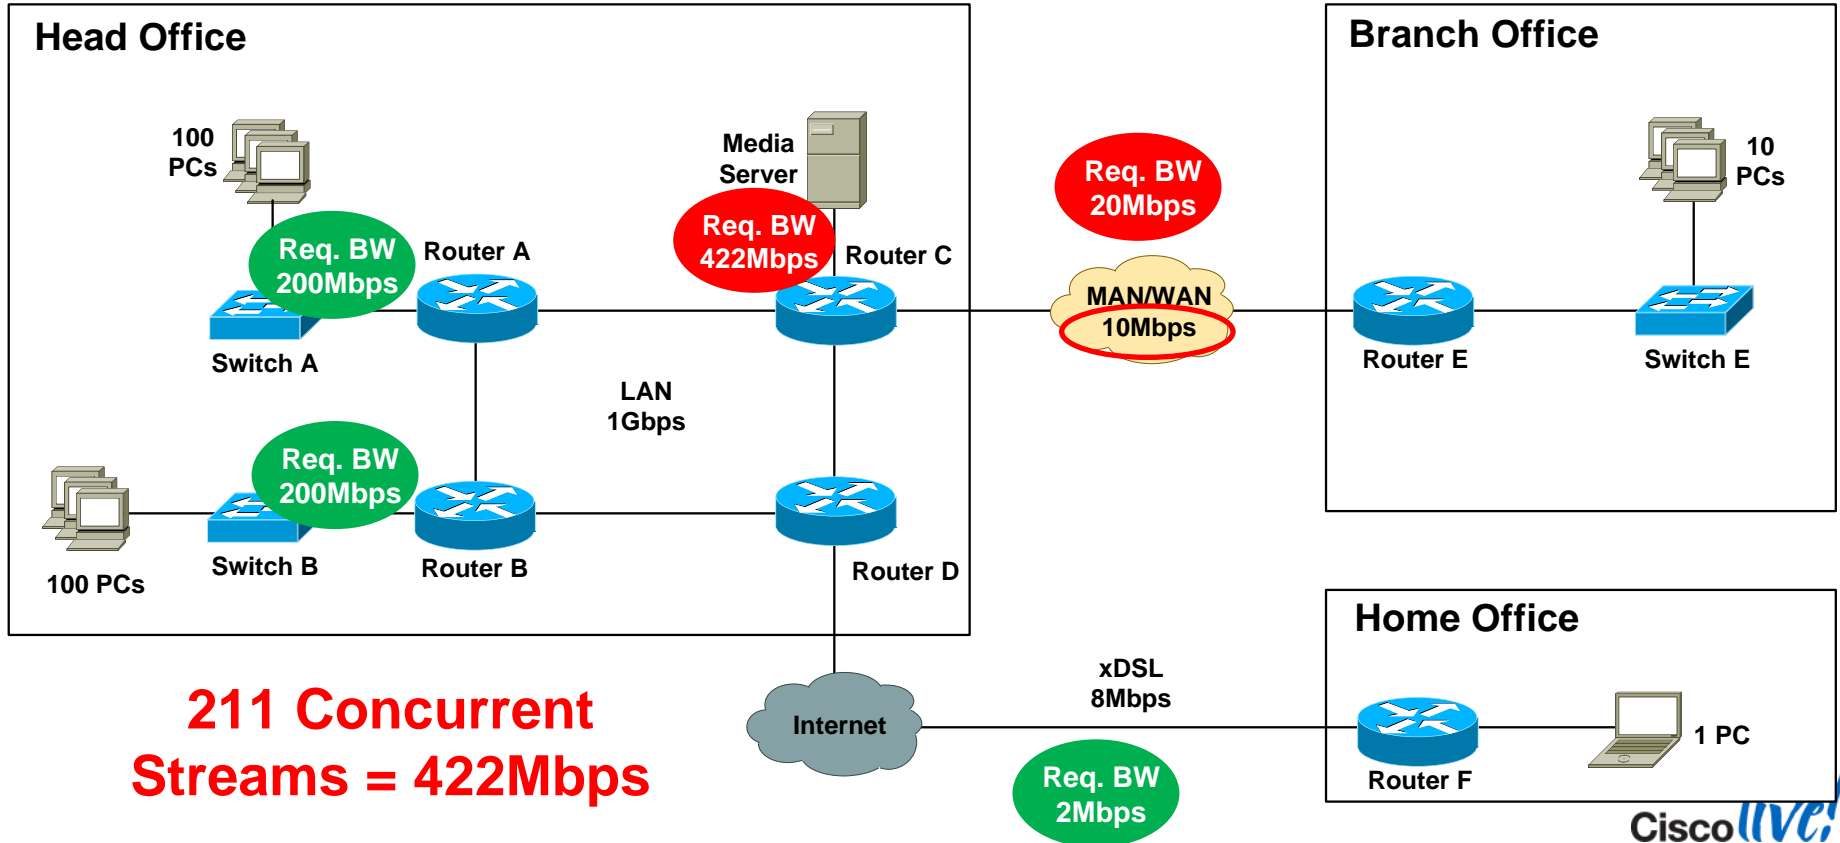 Head Office
Branch Office
100
PCs
Media
Server
Req. BW
20Mbps
10
PCs
Req. BW
200Mbps
Router A
Req. BW
422Mbps
Router C
MAN/WAN
10Mbps
Switch A
Router E
Switch E
LAN
1Gbps
Req. BW
200Mbps
100 PCs
Switch B
Router B
Router D
Home Office
211 Concurrent
Streams = 422Mbps
Internet
xDSL
8Mbps
Req. BW
2Mbps
Router F
1 PC
Cisco live!